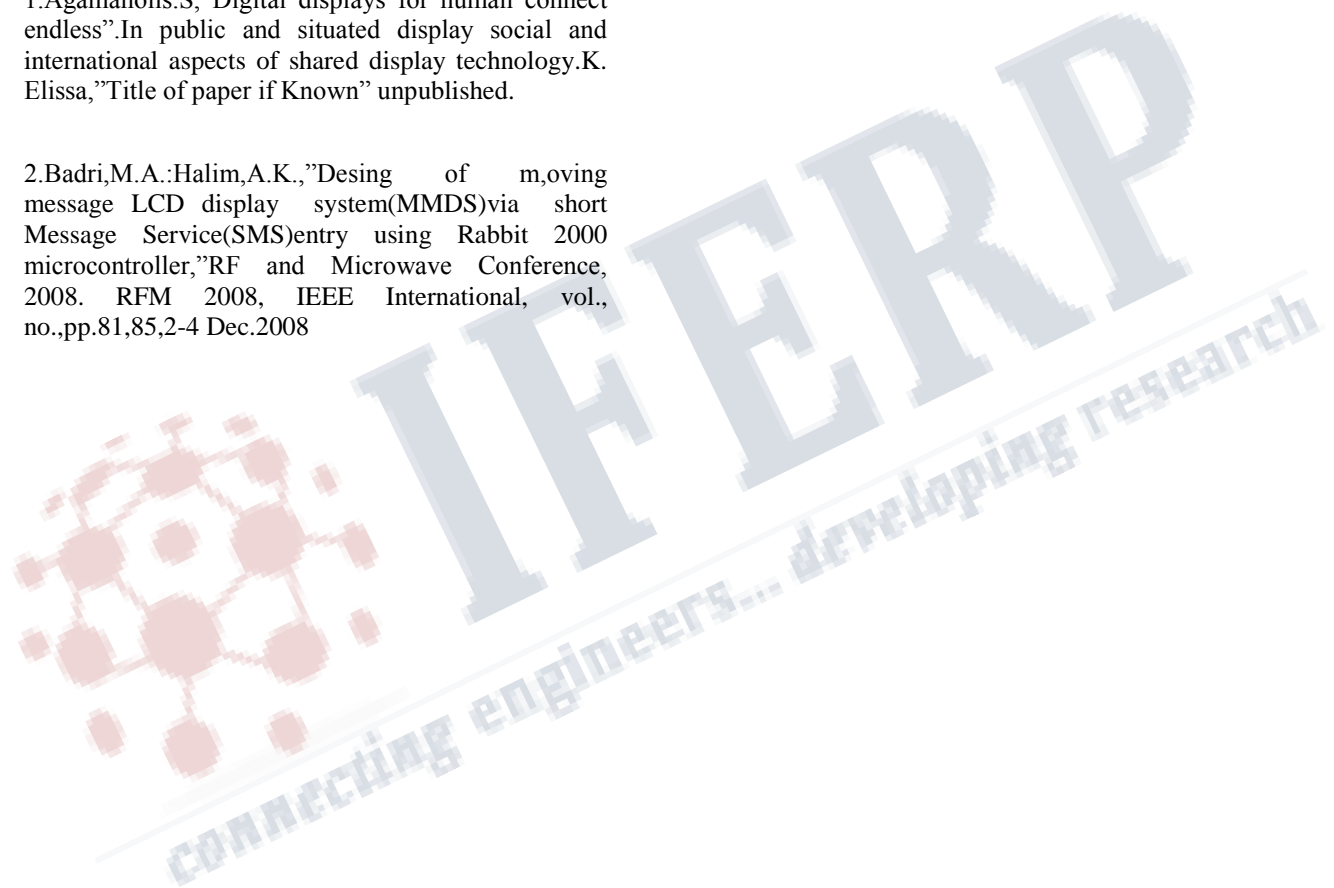 1.Agamanons.S,”Digital displays for human connect
endless”.In public and situated display social and
international aspects of shared display technology.K.
Elissa,”Title of paper if Known” unpublished.
2.Badri,M.A.:Halim,A.K.,”Desing of m,oving
message LCD display system(MMDS)via short
Message Service(SMS)entry using Rabbit 2000
microcontroller,”RF and Microwave Conference,
2008. RFM 2008, IEEE International, vol.,
no.,pp.81,85,2-4 Dec.2008
IFERP
connecting engineers... developing research